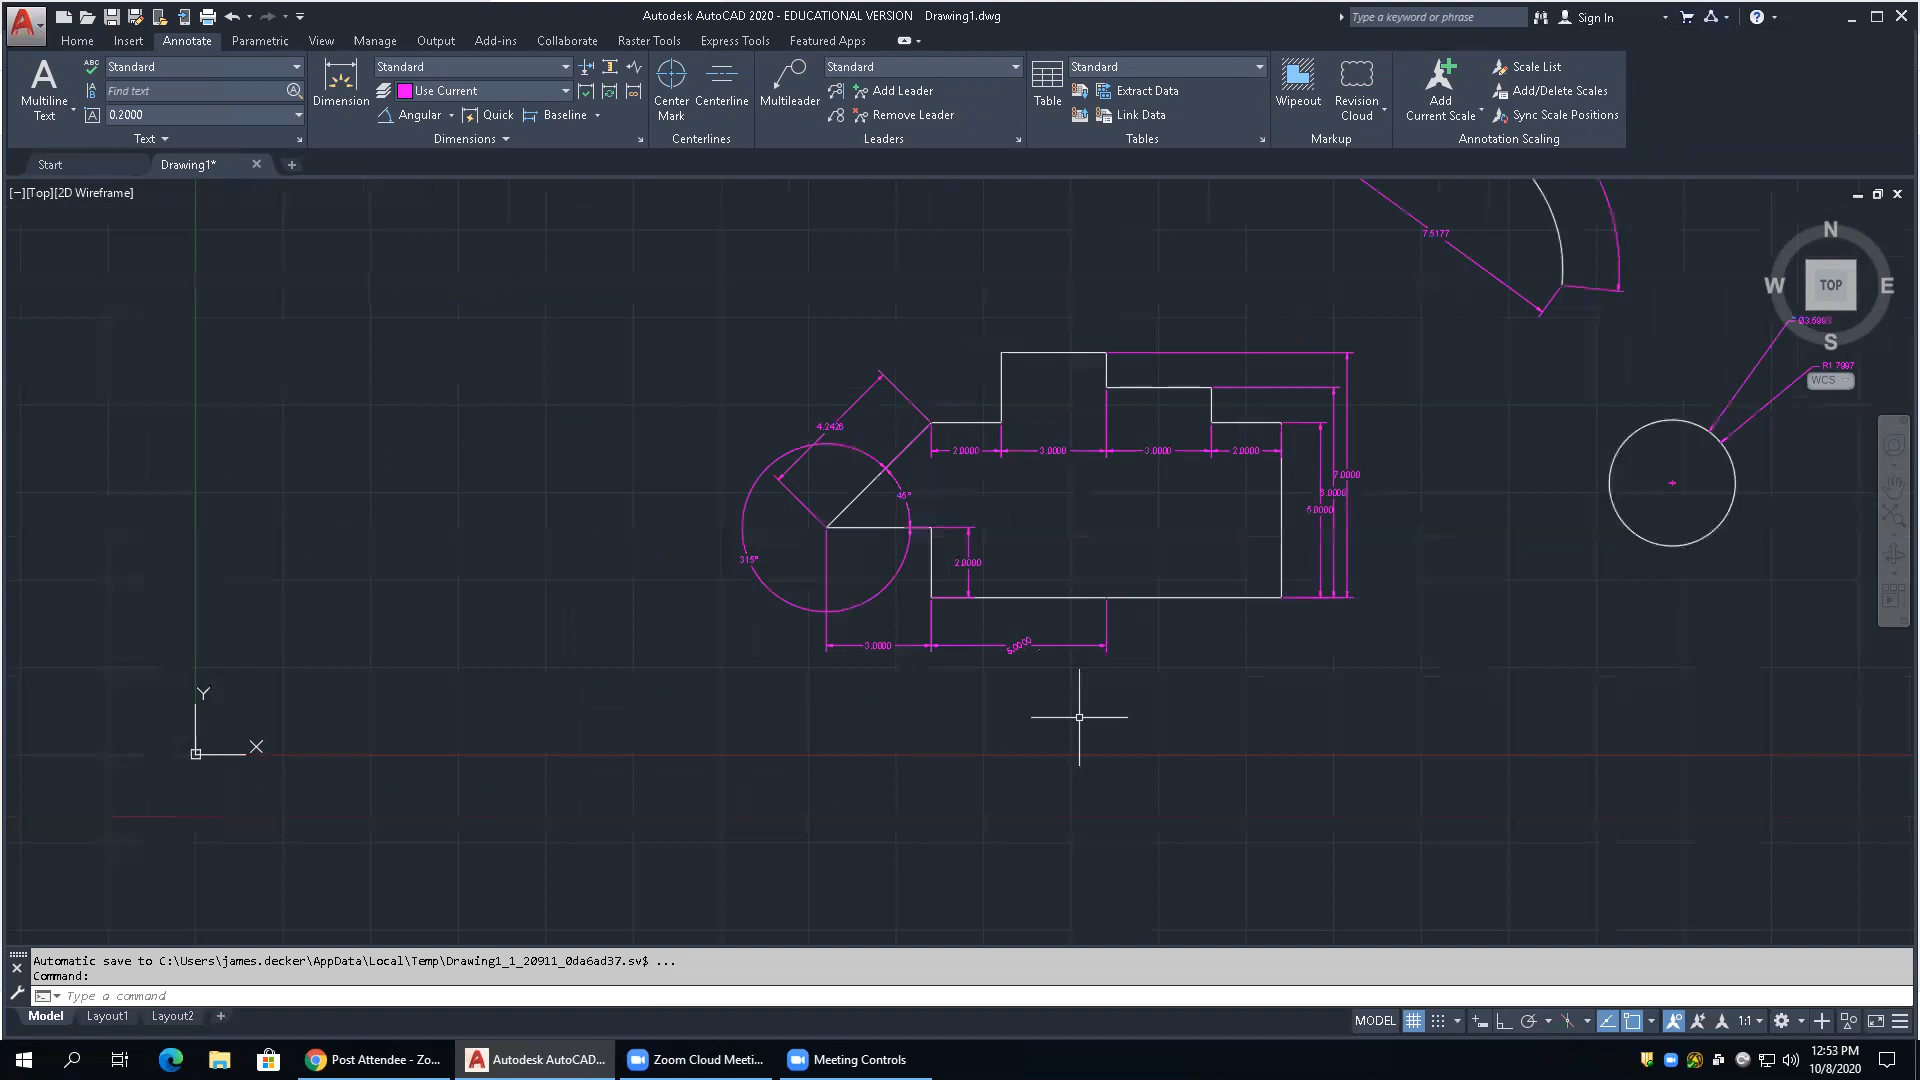 Autodesk AutoCAD 2020 - EDUCATIONAL VERSION Drawing1.dwg
Type a keyword or phrase
Sign In
Home Insert Annotate Parametric View Manage Output Add-ins Collaborate Raster Tools Express Tools Featured Apps
Multiline
Text
Standard
Find text
0.2000
Text
Dimension
Standard
Use Current
Angular Quick Baseline
Dimensions
Center
Mark
Centerline
Centerlines
Multileader
Standard
Add Leader
Remove Leader
Leaders
Table
Standard
Extract Data
Link Data
Tables
Wipeout
Revision
Cloud
Markup
Add
Current Scale
Scale List
Add/Delete Scales
Sync Scale Positions
Annotation Scaling
Start Drawing1*
[−][Top][2D Wireframe]
N
W TOP E
S
WCS
7.5177
R1.7997
4.2426
45°
315°
2.0000 3.0000 3.0000 2.0000
7.0000
5.0000
2.0000
3.0000 5.0000
Y
X
Automatic save to C:\Users\james.decker\AppData\Local\Temp\Drawing1_1_20911_0da6ad37.sv$ ...
Command:
Type a command
Model Layout1 Layout2
MODEL 1:1
Post Attendee - Zo...
Autodesk AutoCAD...
Zoom Cloud Meeti...
Meeting Controls
12:53 PM
10/8/2020